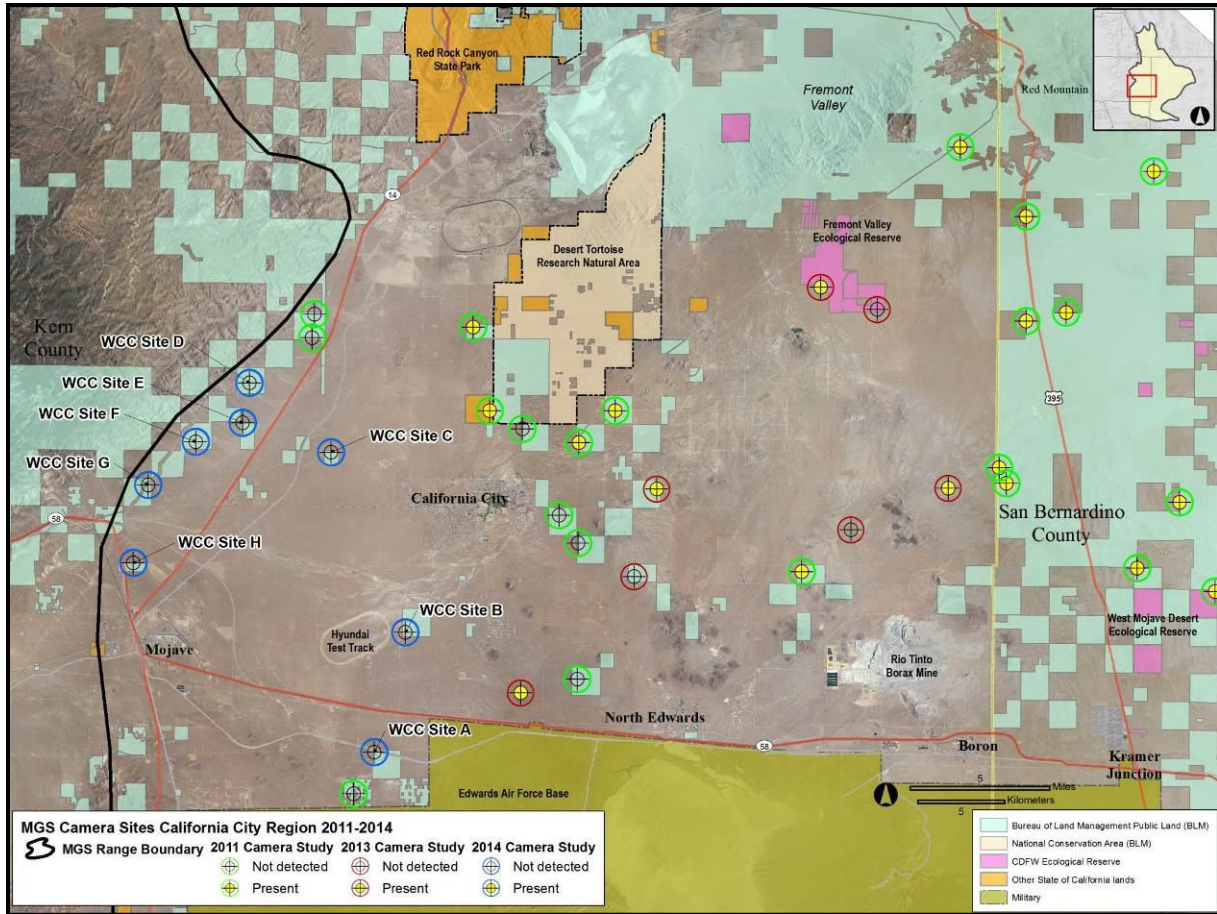 Red Rock Canyon
State Park
Fremont
Valley
Red Mountain
14
Desert Tortoise
Research Natural Area
Fremont Valley
Ecological Reserve
Kern
County
WCC Site D
WCC Site E
WCC Site F
WCC Site C
WCC Site G
395
California City
San Bernardino
County
58
WCC Site H
WCC Site B
Hyundai
Test Track
West Mojave Desert
Ecological Reserve
Mojave
Rio Tinto
Borax Mine
North Edwards
WCC Site A
58
Boron
Kramer
Junction
Edwards Air Force Base
5
Miles
Kilometers
5
MGS Camera Sites California City Region 2011-2014
MGS Range Boundary
2011 Camera Study
2013 Camera Study
2014 Camera Study
Not detected
Not detected
Not detected
Present
Present
Present
Bureau of Land Management Public Land (BLM)
National Conservation Area (BLM)
CDFW Ecological Reserve
Other State of California lands
Military